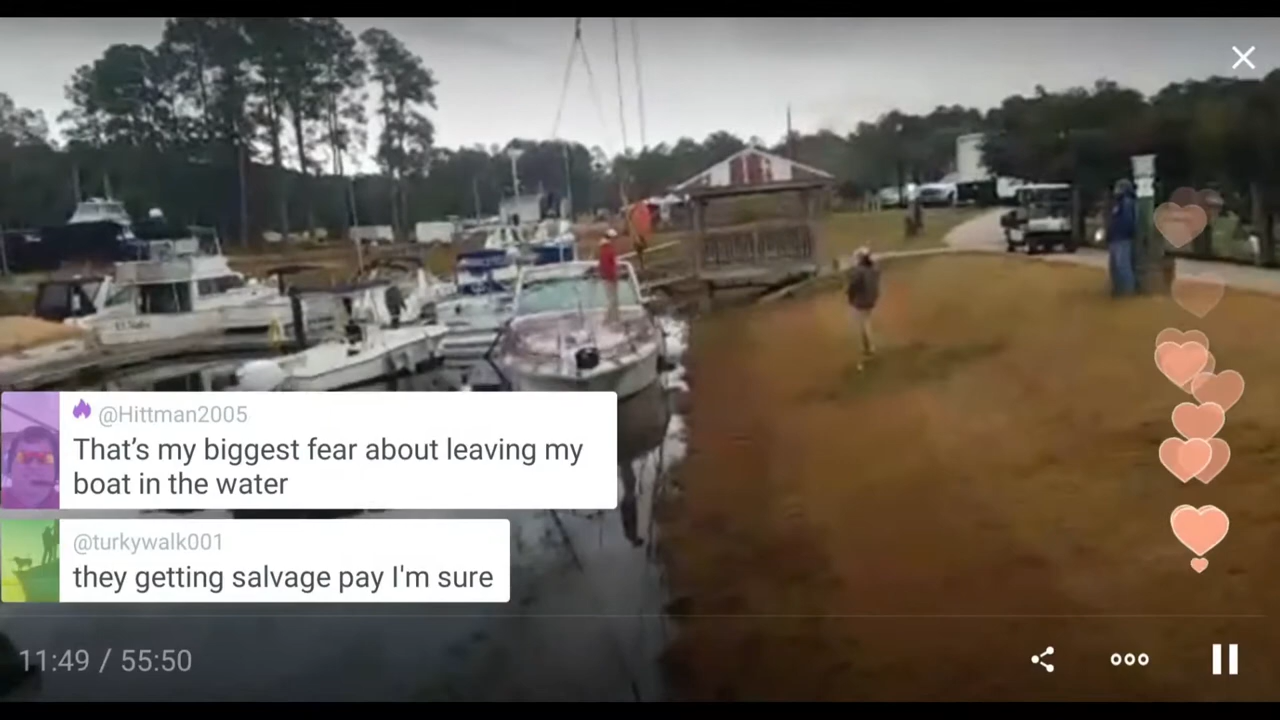 @Hittman2005
That’s my biggest fear about leaving my
boat in the water
@turkywalk001
they getting salvage pay I'm sure
11:49 / 55:50